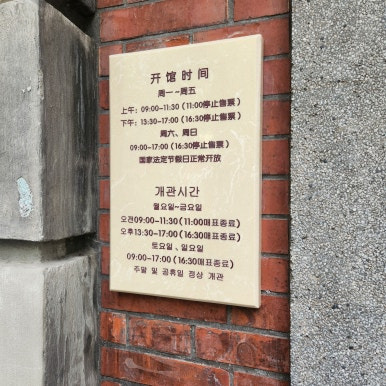 开馆时间
周一~周五
上午：09:00-11:30（11:00停止售票）
下午：13:30-17:00（16:30停止售票）
周六、周日
09:00-17:00（16:30停止售票）
国家法定节假日正常开放
개관시간
월요일~금요일
오전09:00-11:30(11:00매표종료)
오후13:30-17:00(16:30매표종료)
토요일、일요일
09:00-17:00(16:30매표종료)
주말 및 공휴일 정상 개관